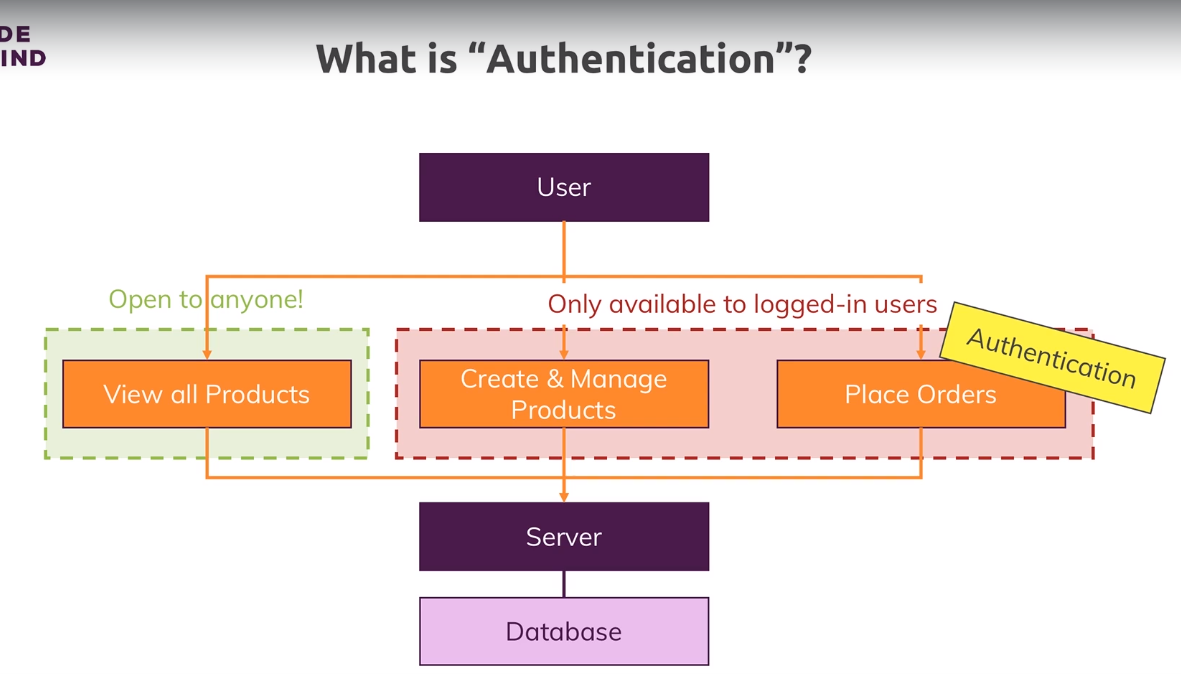 DE
IND
What is “Authentication”?
User
Open to anyone!
Only available to logged-in users
Authentication
View all Products
Create & Manage
Products
Place Orders
Server
Database